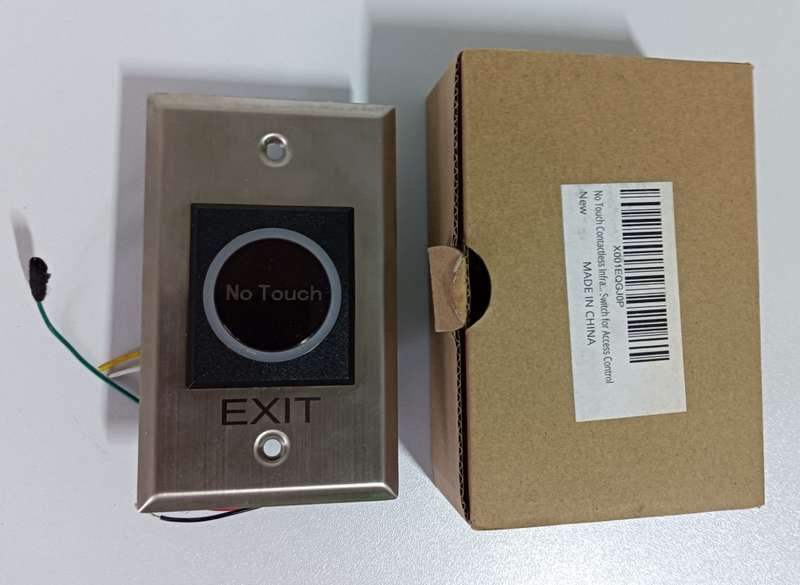 No Touch
EXIT
X001EQGJ0P
No Touch Contactless Infra... Switch for Access Control
New
MADE IN CHINA